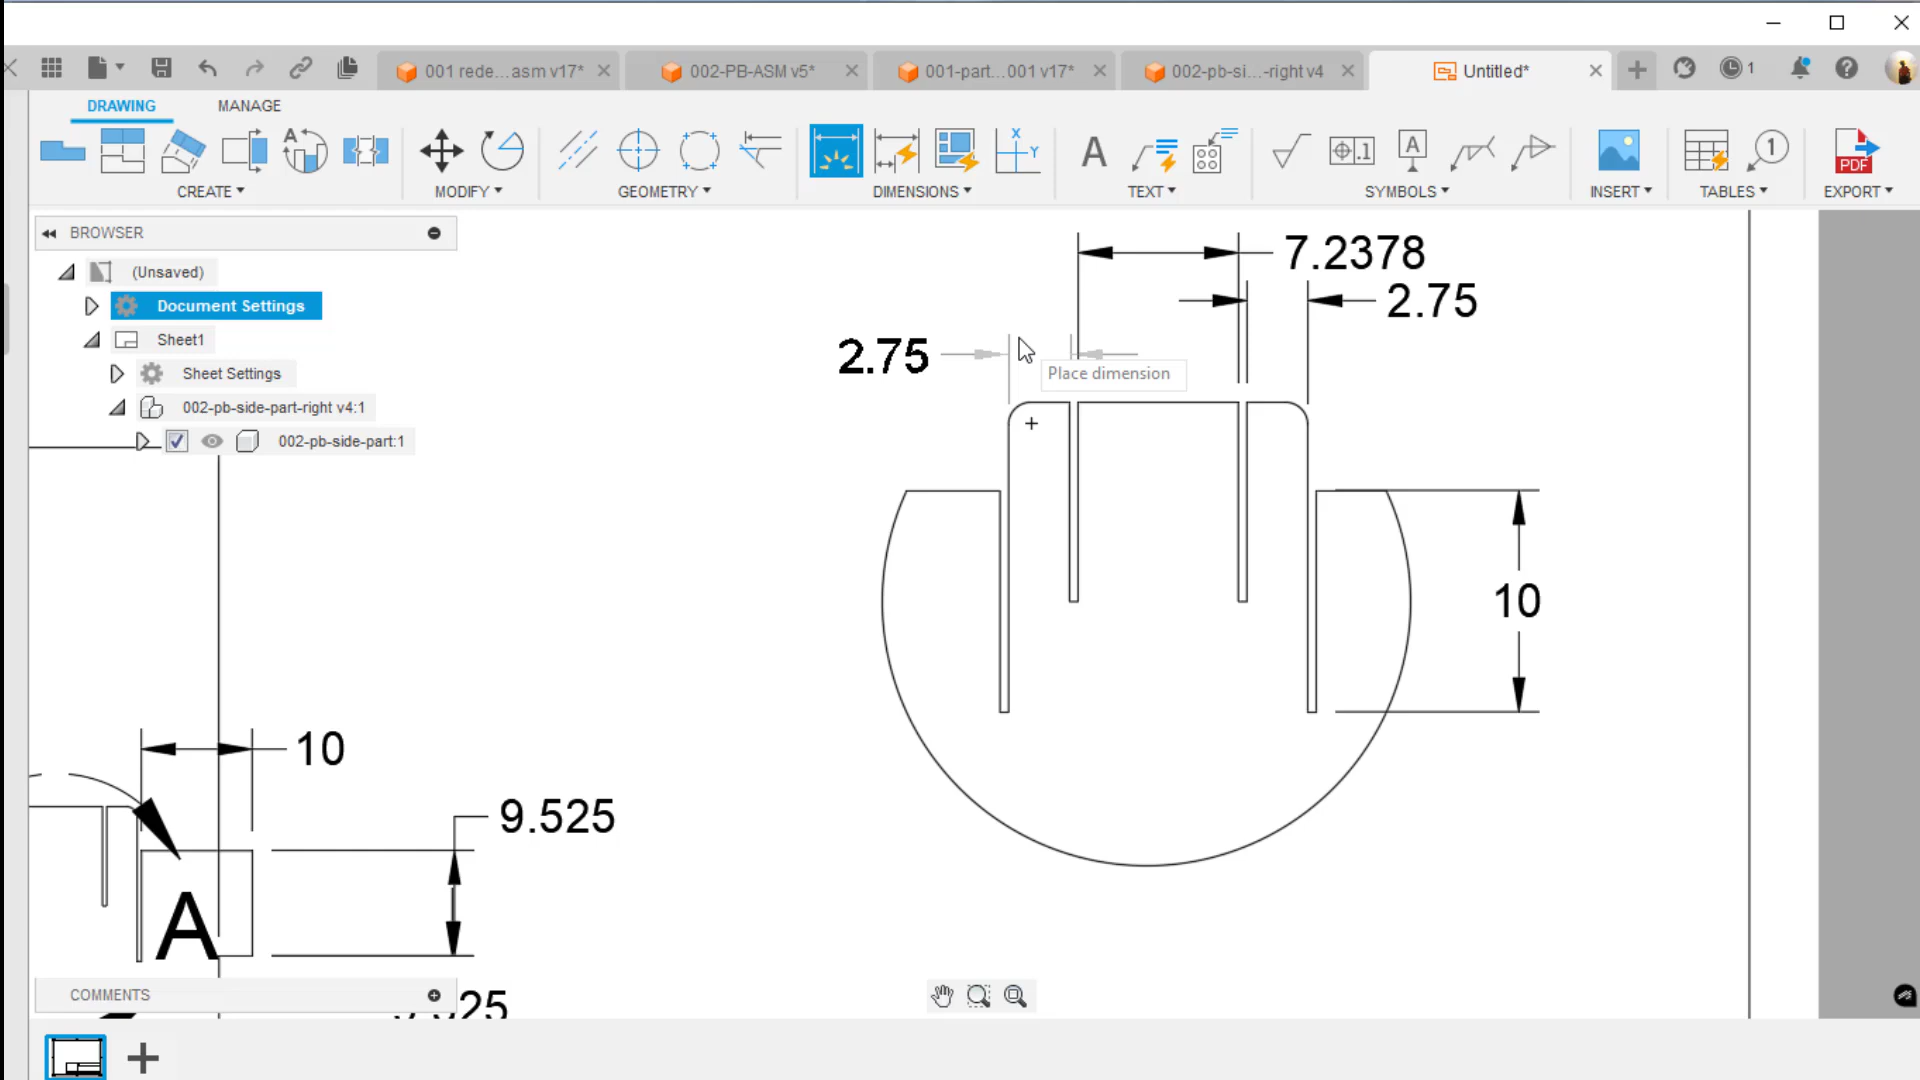 001 rede...asm v17*
002-PB-ASM v5*
001-part...001 v17*
002-pb-si...-right v4
Untitled*
1
DRAWING
MANAGE
CREATE
MODIFY
GEOMETRY
DIMENSIONS
TEXT
SYMBOLS
INSERT
TABLES
EXPORT
A
X
Y
A
.1
A
1
PDF
BROWSER
(Unsaved)
Document Settings
Sheet1
Sheet Settings
002-pb-side-part-right v4:1
002-pb-side-part:1
7.2378
2.75
2.75
Place dimension
10
10
9.525
A
COMMENTS